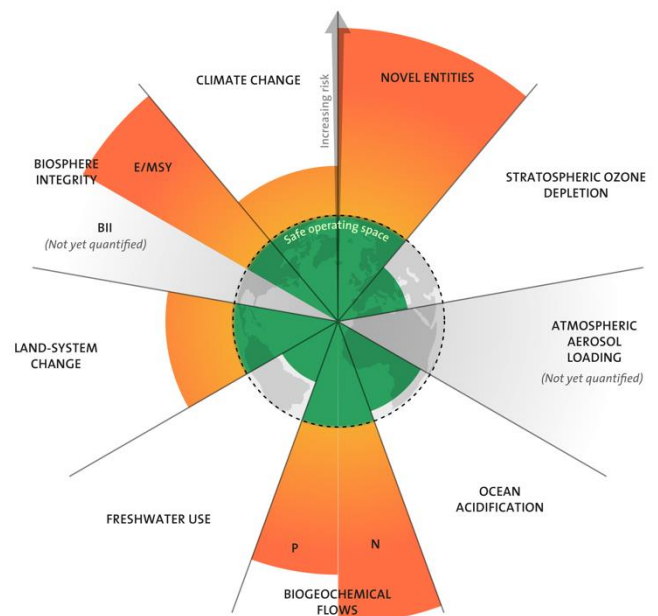 CLIMATE CHANGE
Increasing risk
NOVEL ENTITIES
STRATOSPHERIC OZONE
DEPLETION
ATMOSPHERIC
AEROSOL
LOADING
(Not yet quantified)
OCEAN
ACIDIFICATION
N
P
BIOGEOCHEMICAL
FLOWS
FRESHWATER USE
LAND-SYSTEM
CHANGE
BIOSPHERE
INTEGRITY
E/MSY
BII
(Not yet quantified)
Safe operating space